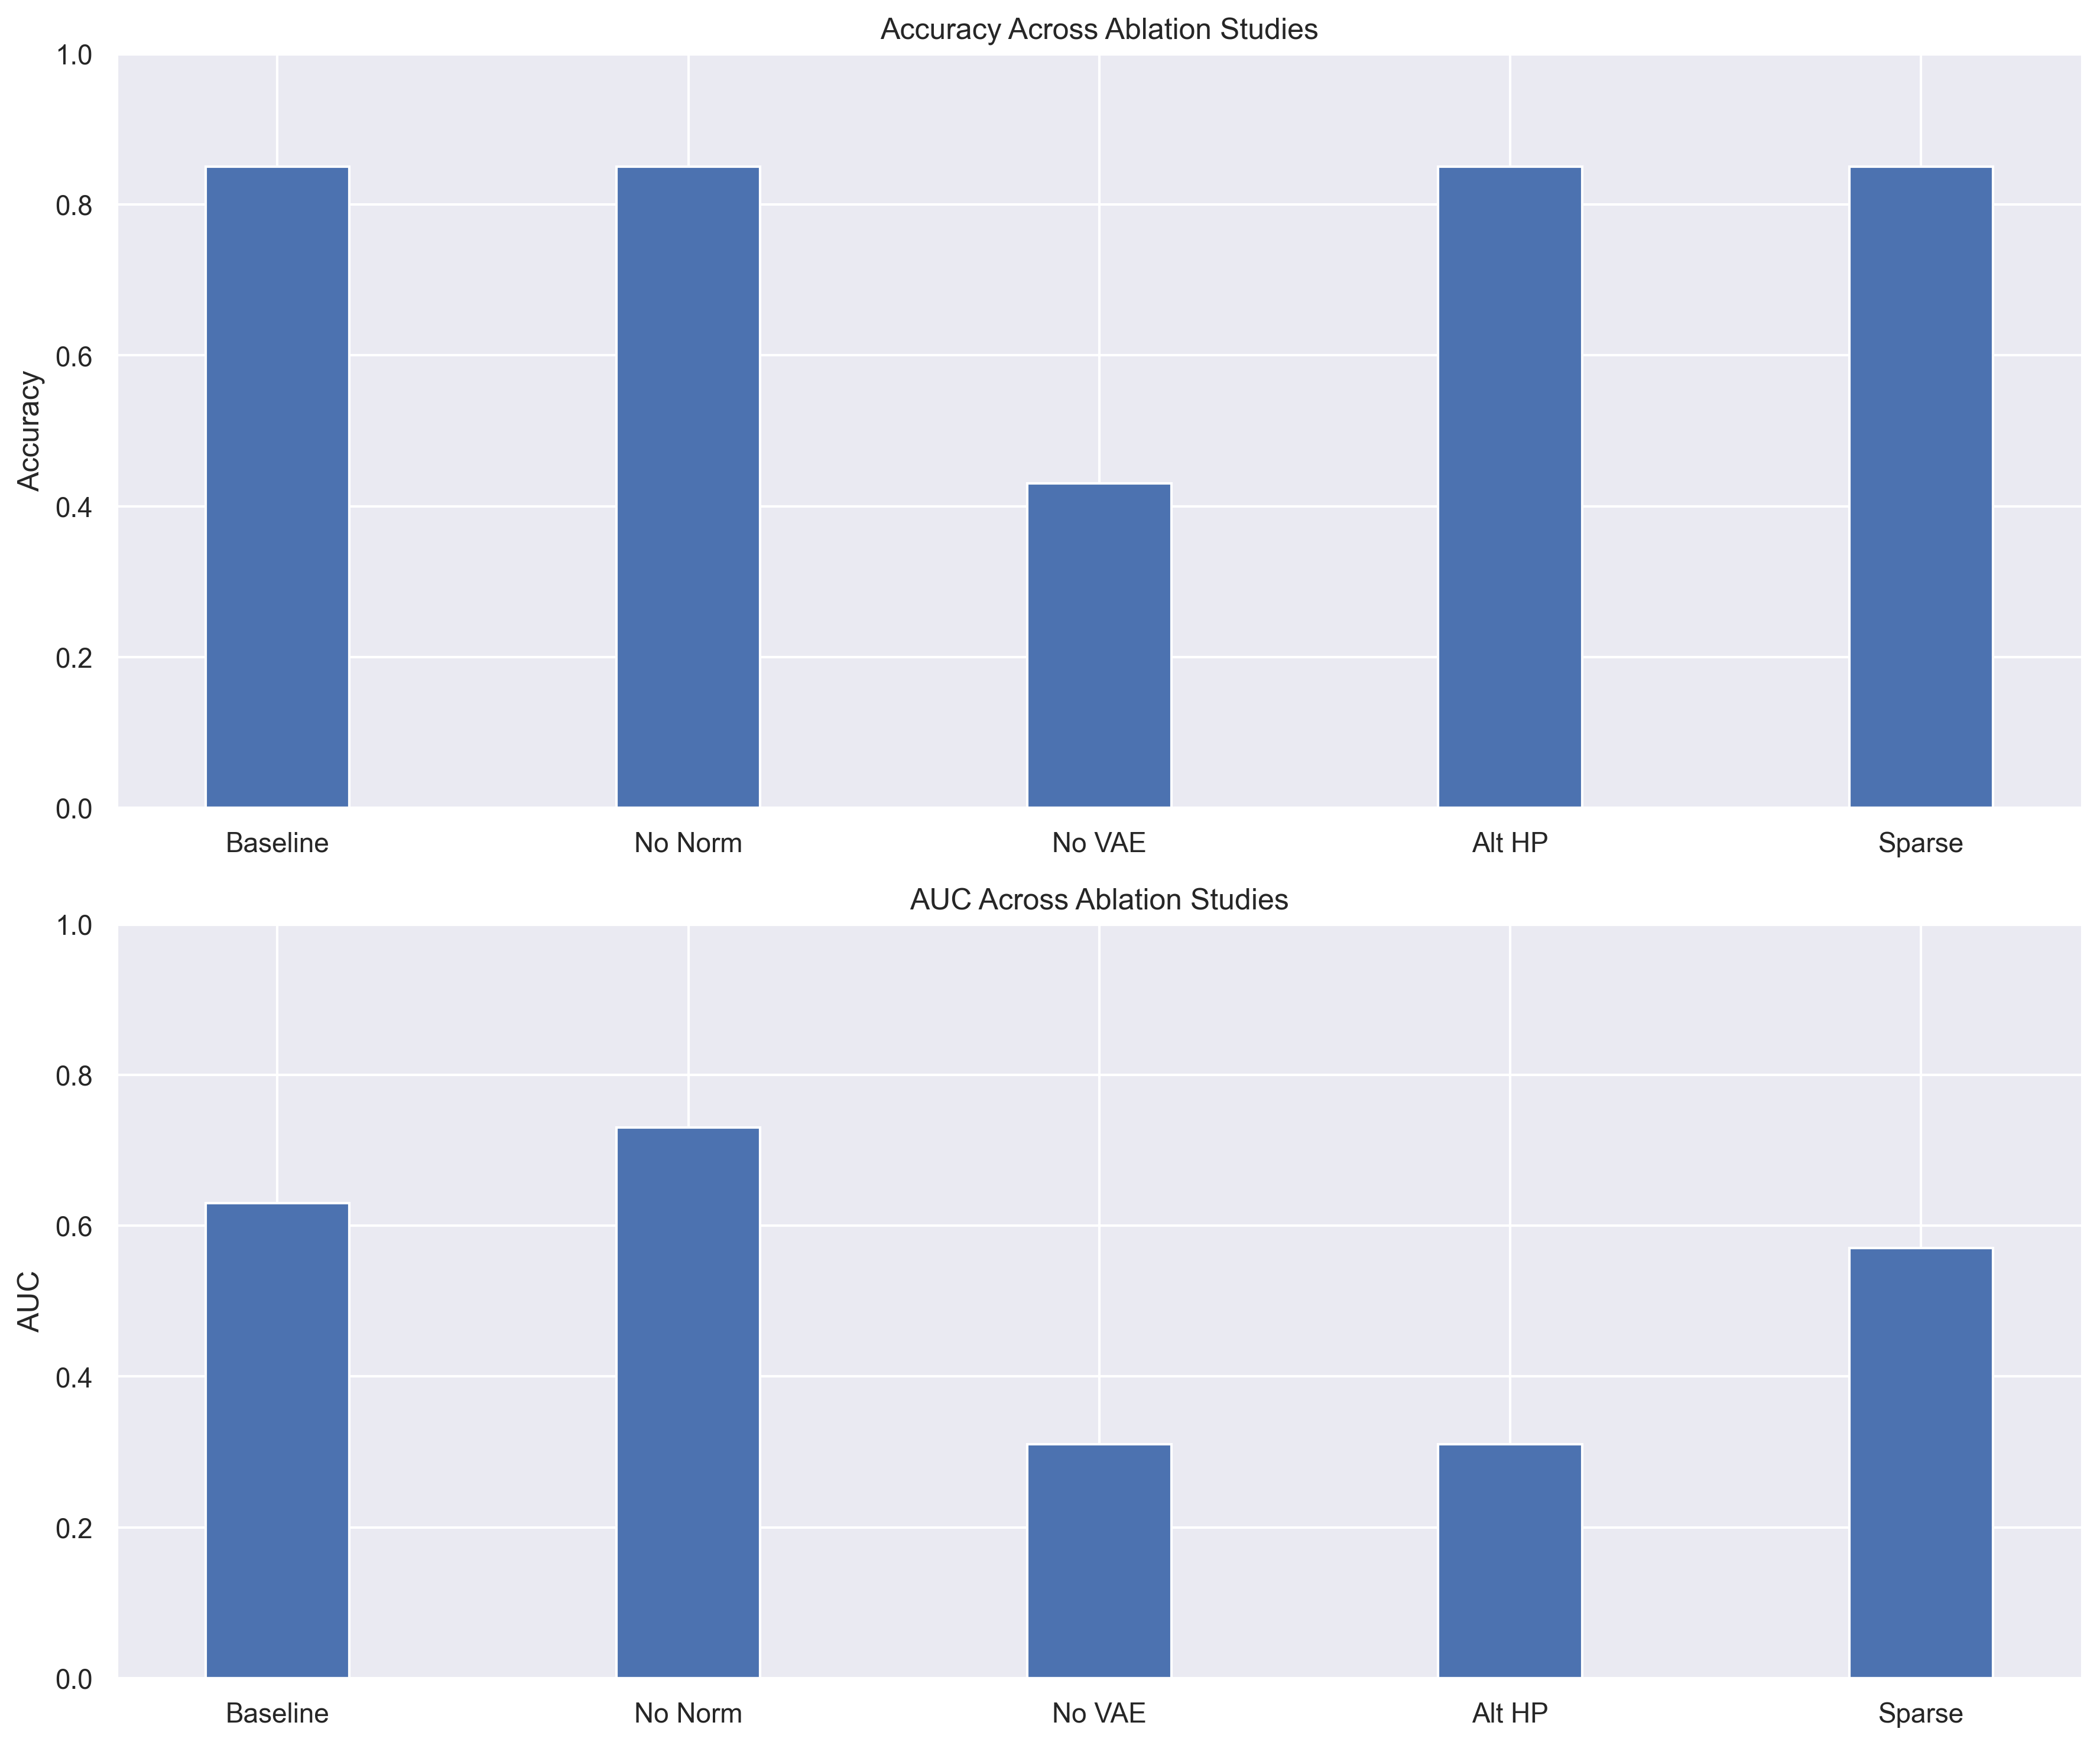 Accuracy Across Ablation Studies
1.0
0.8
0.6
0.4
0.2
0.0
Accuracy
Baseline No Norm No VAE Alt HP Sparse
AUC Across Ablation Studies
1.0
0.8
0.6
0.4
0.2
0.0
AUC
Baseline No Norm No VAE Alt HP Sparse